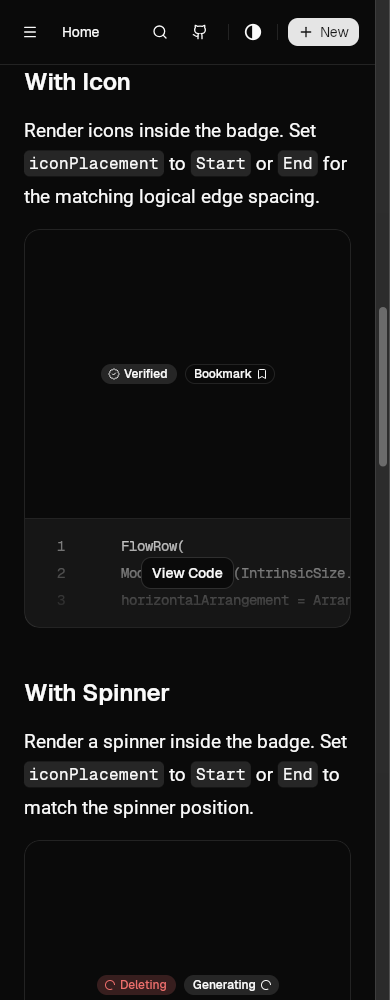 Home
New
With Icon
Render icons inside the badge. Set
iconPlacement to Start or End for
the matching logical edge spacing.
Verified
Bookmark
1 FlowRow(
2 Mod (IntrinsicSize.
3 horizontalArrangement = Arran
View Code
With Spinner
Render a spinner inside the badge. Set
iconPlacement to Start or End to
match the spinner position.
Deleting
Generating